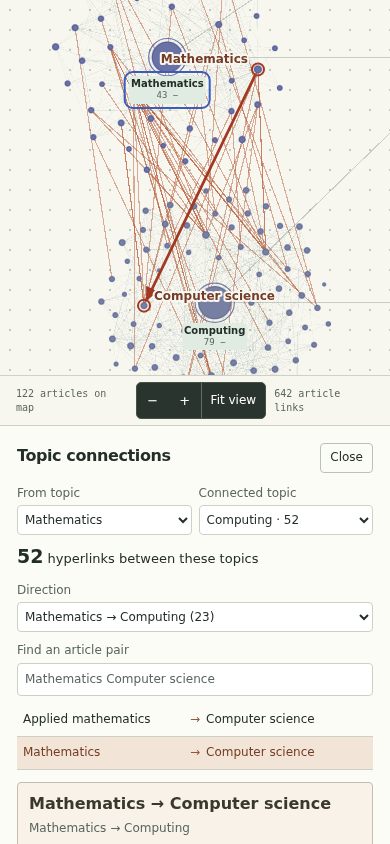 Mathematics
Mathematics
43 −
Computer science
Computing
79 −
122 articles on map
− + Fit view
642 article links
Topic connections
Close
From topic
Connected topic
Mathematics
Computing · 52
52 hyperlinks between these topics
Direction
Mathematics → Computing (23)
Find an article pair
Mathematics Computer science
Applied mathematics → Computer science
Mathematics → Computer science
Mathematics → Computer science
Mathematics → Computing